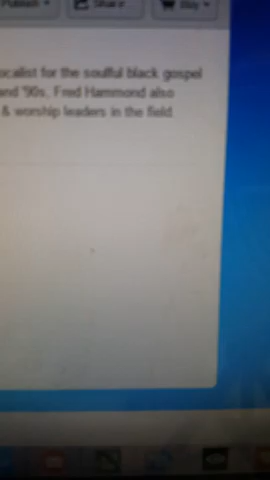 Publish Share Buy
ocalist for the soulful black gospel
and '90s, Fred Hammond also
& worship leaders in the field.